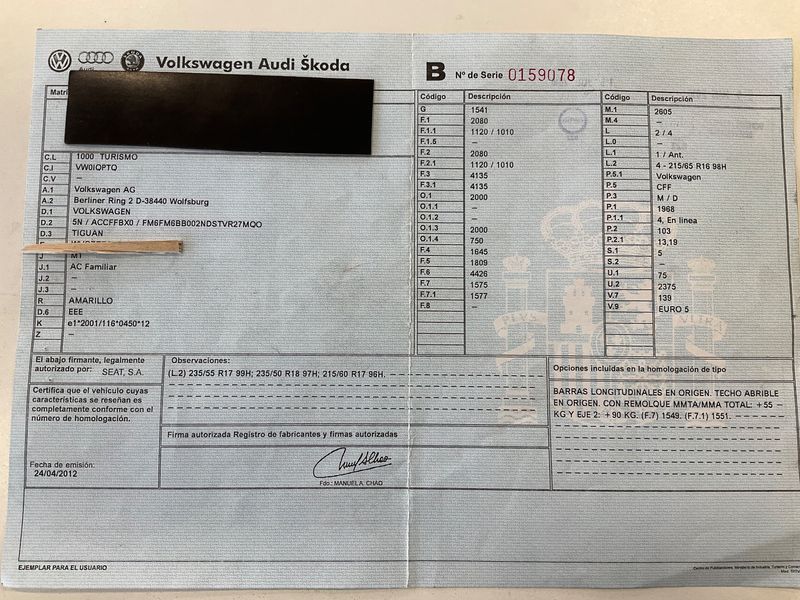 Volkswagen Audi Škoda
B Nº de Serie 0159078
Matrí
C.L 1000 TURISMO
C.I VW0IQPTQ
C.V –
A.1 Volkswagen AG
A.2 Berliner Ring 2 D-38440 Wolfsburg
D.1 VOLKSWAGEN
D.2 5N / ACCFFBX0 / FM6FM6BB002NDSTVR27MQO
D.3 TIGUAN
J M1
J.1 AC Familiar
J.2 –
J.3 –
R AMARILLO
D.6 EEE
K e1*2001/116*0450*12
Z –
Código Descripción
G 1541
F.1 2080
F.1.1 1120 / 1010
F.1.5 –
F.2 2080
F.2.1 1120 / 1010
F.3 4135
F.3.1 4135
O.1 2000
O.1.1 –
O.1.2 –
O.1.3 2000
O.1.4 750
F.4 1645
F.5 1809
F.6 4426
F.7 1575
F.7.1 1577
F.8 –
Código Descripción
M.1 2605
M.4 –
L 2 / 4
L.0 –
L.1 1 / Ant.
L.2 4 - 215/65 R16 98H
P.5.1 Volkswagen
P.5 CFF
P.3 M / D
P.1 1968
P.1.1 4, En linea
P.2 103
P.2.1 13,19
S.1 5
S.2 –
U.1 75
U.2 2375
V.7 139
V.9 EURO 5
PLVS VLTRA
El abajo firmante, legalmente
autorizado por: SEAT, S.A.
Certifica que el vehículo cuyas
características se reseñan es
completamente conforme con el
número de homologación.
Fecha de emisión:
24/04/2012
Observaciones:
(L.2) 235/55 R17 99H; 235/50 R18 97H; 215/60 R17 96H.
Firma autorizada Registro de fabricantes y firmas autorizadas
Fdo.: MANUEL A. CHAO
Opciones incluidas en la homologación de tipo
BARRAS LONGITUDINALES EN ORIGEN. TECHO ABRIBLE
EN ORIGEN. CON REMOLQUE MMTA/MMA TOTAL: +55
KG Y EJE 2: +90 KG. (F.7) 1549. (F.7.1) 1551.
EJEMPLAR PARA EL USUARIO
Centro de Publicaciones. Ministerio de Industria, Turismo y